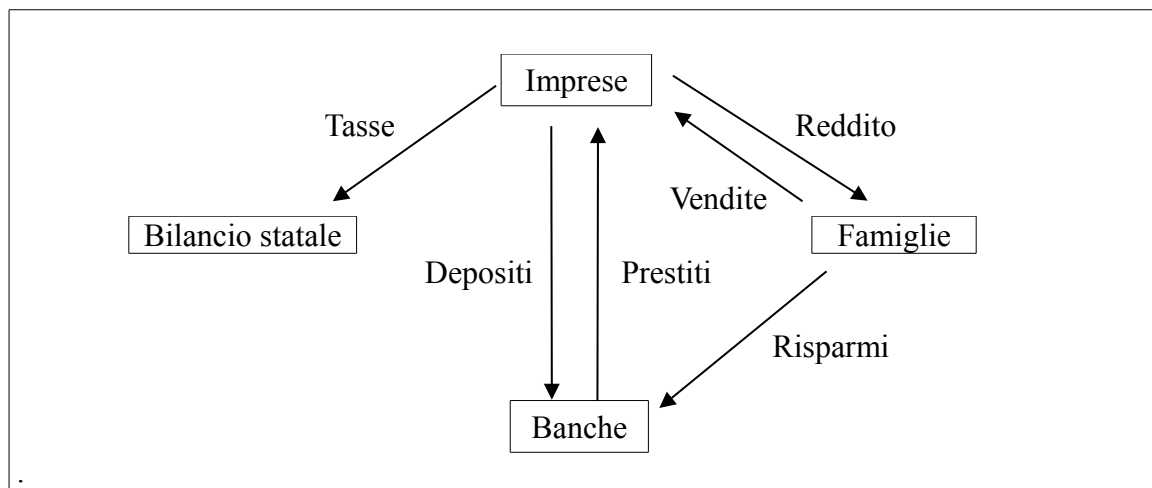 Imprese
Tasse
Reddito
Vendite
Bilancio statale
Famiglie
Depositi
Prestiti
Risparmi
Banche
.